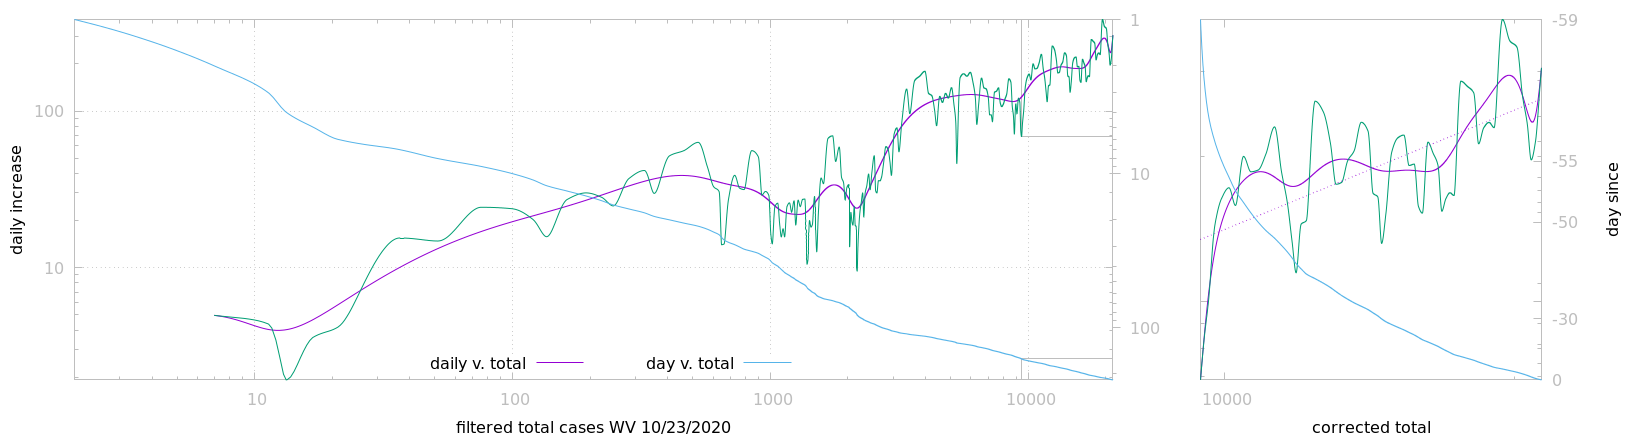 daily increase
100
10
daily v. total
day v. total
10
100
1000
10000
filtered total cases WV 10/23/2020
1
10
100
-59
-55
-50
-30
0
day since
10000
corrected total